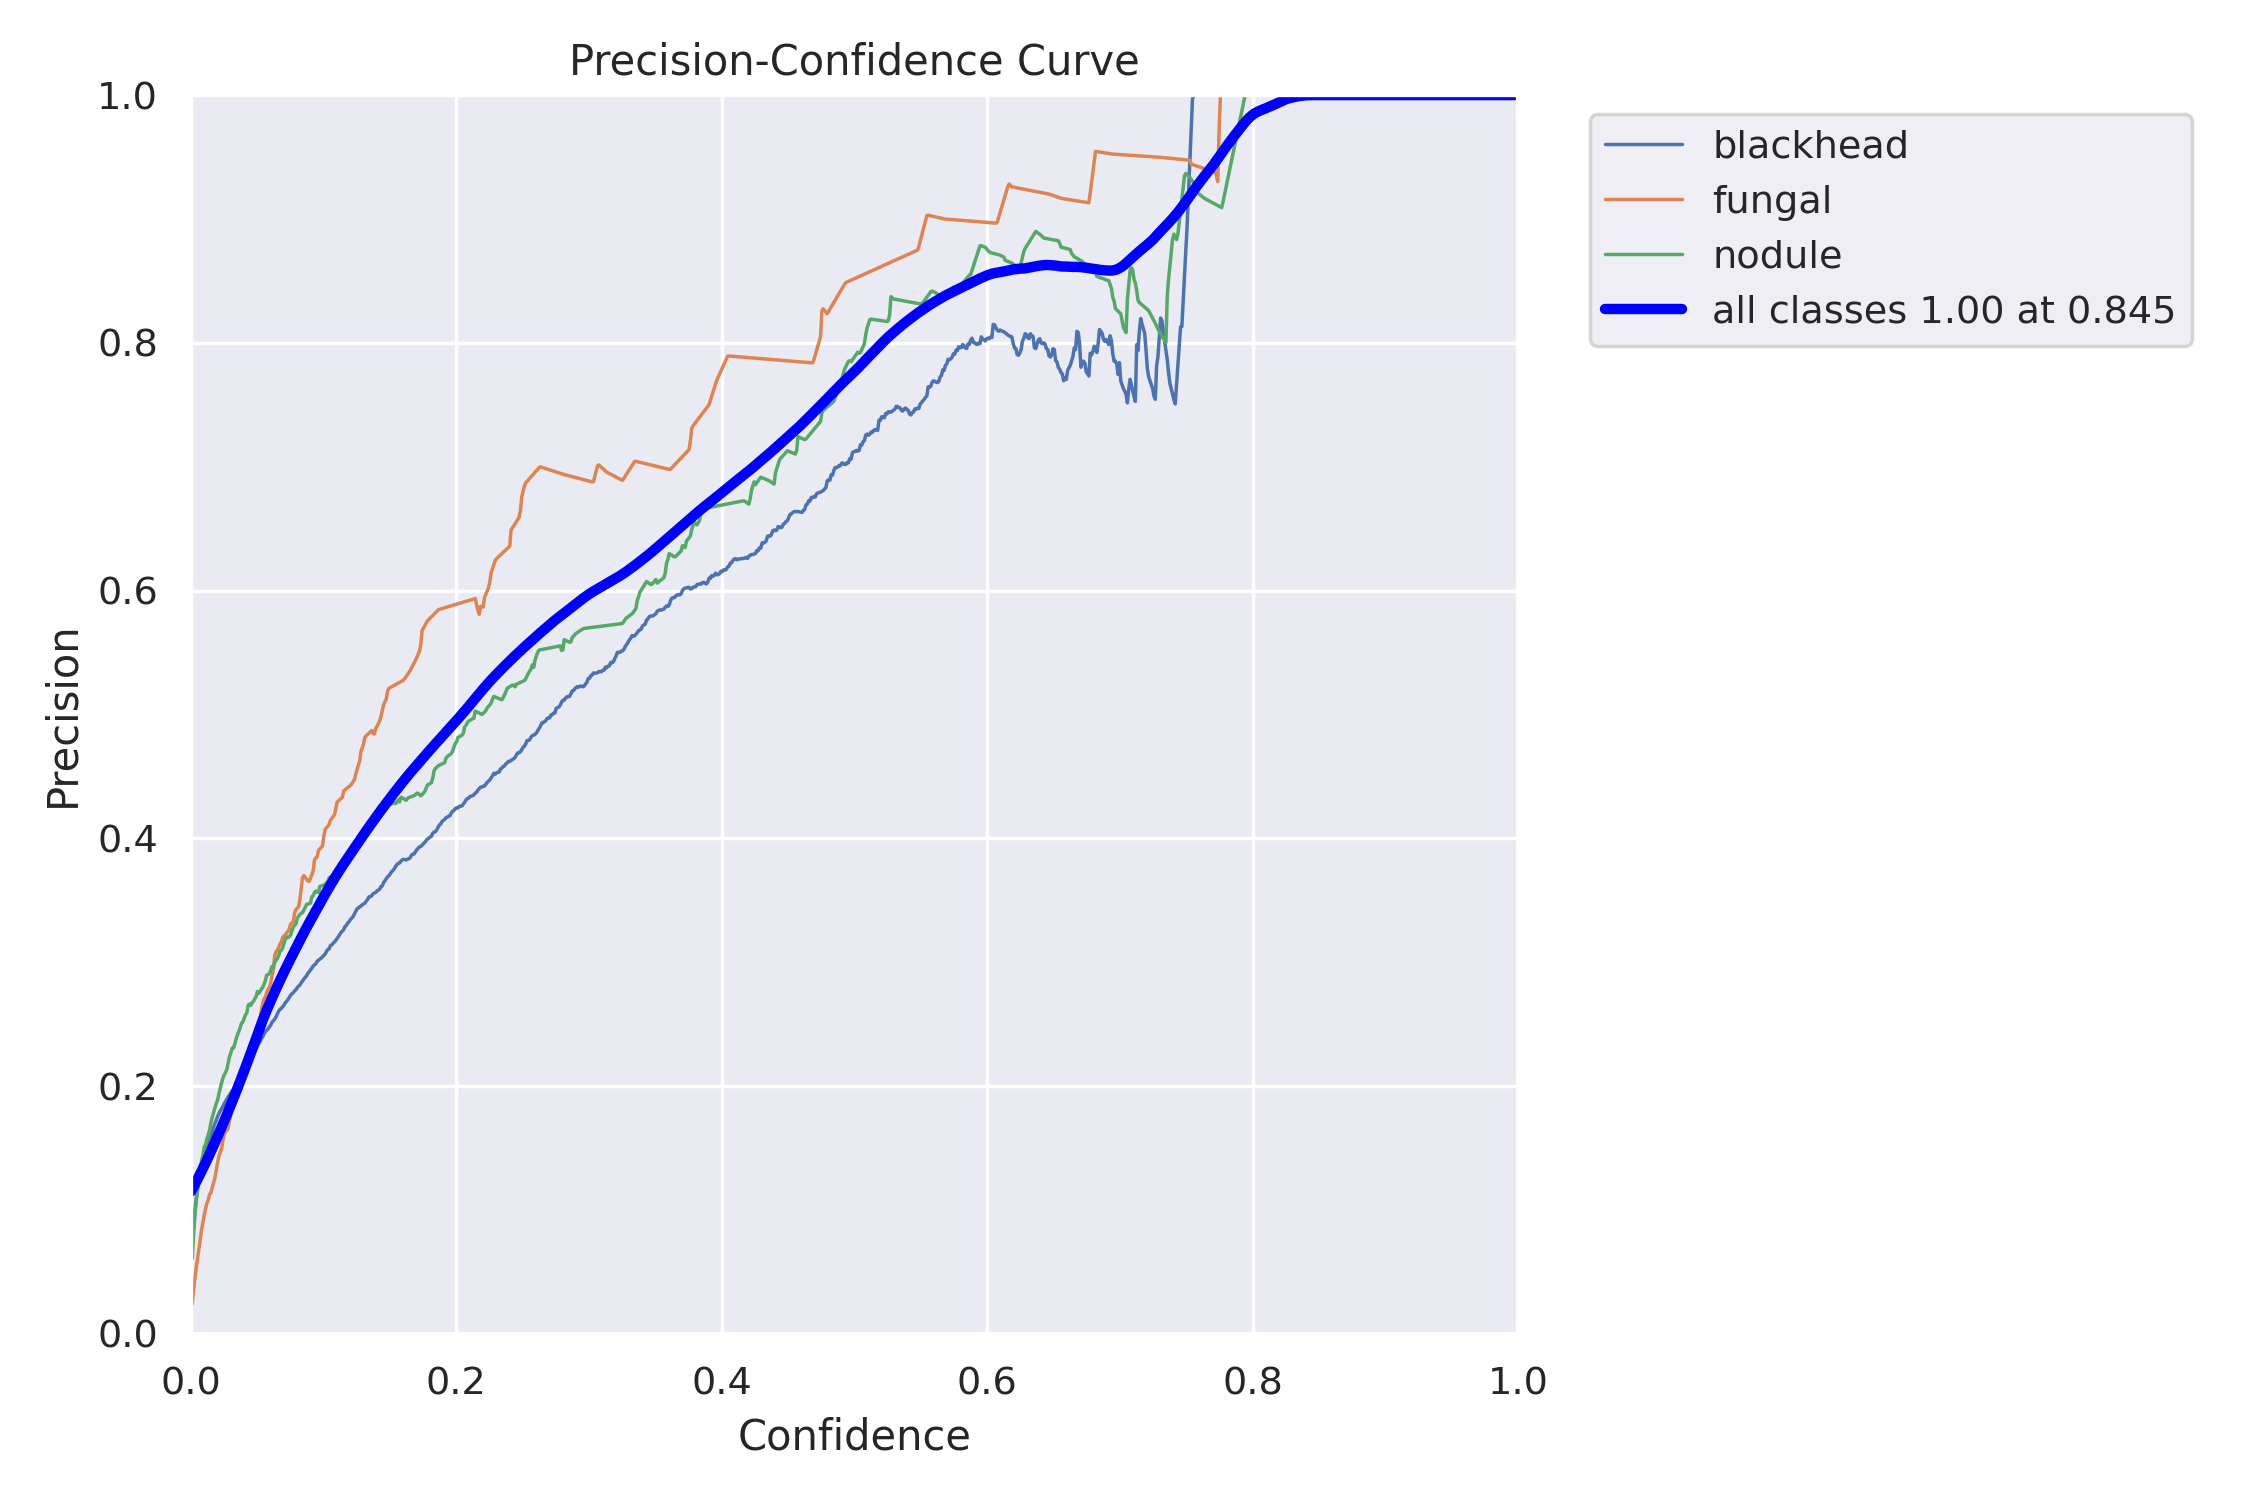 Precision-Confidence Curve
1.0
0.8
0.6
0.4
0.2
0.0
Precision
0.0 0.2 0.4 0.6 0.8 1.0
Confidence
blackhead
fungal
nodule
all classes 1.00 at 0.845